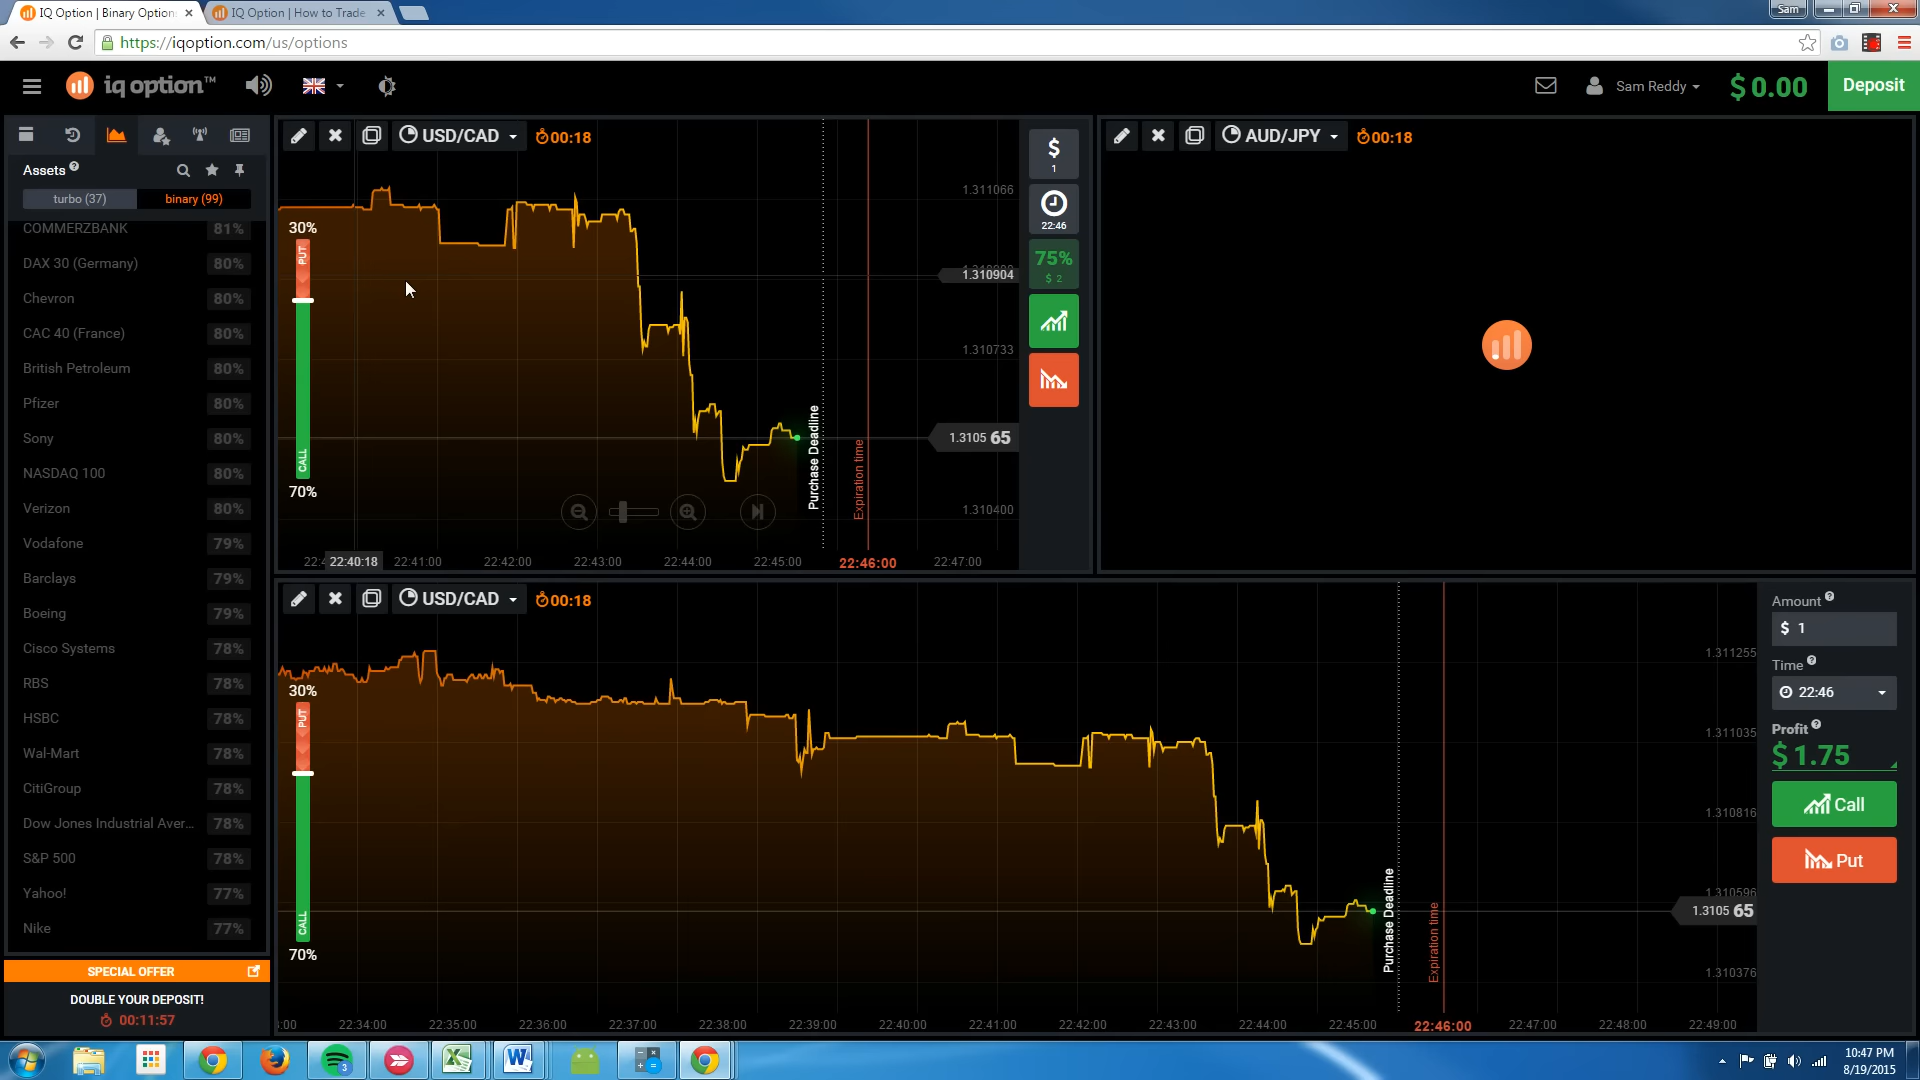 IQ Option | Binary Option
IQ Option | How to Trade
Sam
https://iqoption.com/us/options
iq option™
Sam Reddy
$0.00
Deposit
Assets
turbo (37)
binary (99)
COMMERZBANK 81%
DAX 30 (Germany) 80%
Chevron 80%
CAC 40 (France) 80%
British Petroleum 80%
Pfizer 80%
Sony 80%
NASDAQ 100 80%
Verizon 80%
Vodafone 79%
Barclays 79%
Boeing 79%
Cisco Systems 78%
RBS 78%
HSBC 78%
Wal-Mart 78%
CitiGroup 78%
Dow Jones Industrial Aver... 78%
S&P 500 78%
Yahoo! 77%
Nike 77%
SPECIAL OFFER
DOUBLE YOUR DEPOSIT!
00:11:57
USD/CAD
00:18
30%
PUT
CALL
70%
1.311066
1.310904
1.310733
1.3105 65
1.310400
Purchase Deadline
Expiration time
22:40:18 22:41:00 22:42:00 22:43:00 22:44:00 22:45:00 22:46:00 22:47:00
$
1
22:46
75%
$ 2
AUD/JPY
00:18
USD/CAD
00:18
30%
PUT
CALL
70%
1.311255
1.311035
1.310816
1.310596
1.3105 65
1.310376
Purchase Deadline
Expiration time
:00 22:34:00 22:35:00 22:36:00 22:37:00 22:38:00 22:39:00 22:40:00 22:41:00 22:42:00 22:43:00 22:44:00 22:45:00 22:46:00 22:47:00 22:48:00 22:49:00
Amount
$ 1
Time
22:46
Profit
$1.75
Call
Put
3
10:47 PM
8/19/2015